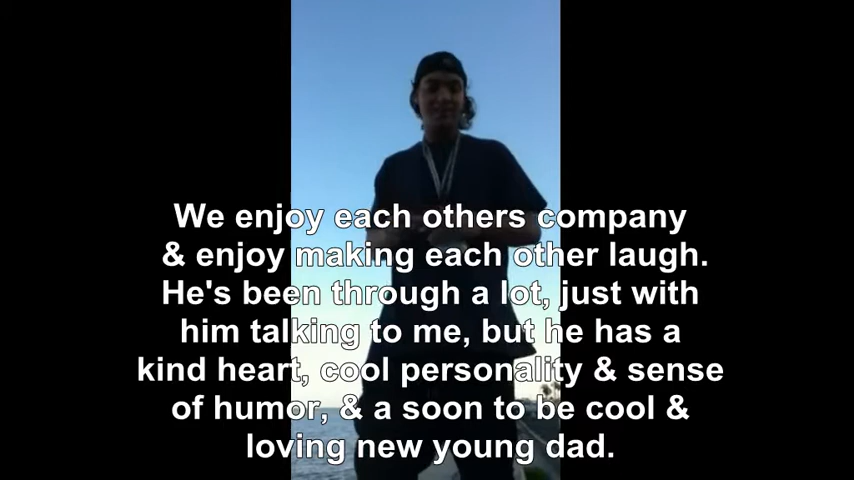 We enjoy each others company
& enjoy making each other laugh.
He's been through a lot, just with
him talking to me, but he has a
kind heart, cool personality & sense
of humor, & a soon to be cool &
loving new young dad.